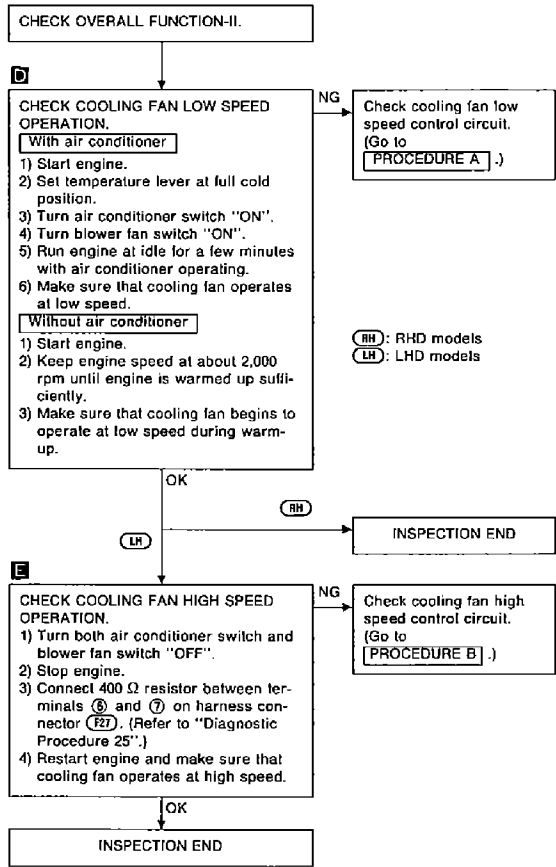 CHECK OVERALL FUNCTION-II.
D
CHECK COOLING FAN LOW SPEED
OPERATION.
With air conditioner
1) Start engine.
2) Set temperature lever at full cold
position.
3) Turn air conditioner switch "ON".
4) Turn blower fan switch "ON".
5) Run engine at idle for a few minutes
with air conditioner operating.
6) Make sure that cooling fan operates
at low speed.
Without air conditioner
1) Start engine.
2) Keep engine speed at about 2,000
rpm until engine is warmed up suffi-
ciently.
3) Make sure that cooling fan begins to
operate at low speed during warm-
up.
NG
Check cooling fan low
speed control circuit.
(Go to
PROCEDURE A .)
RH: RHD models
LH: LHD models
OK
RH
INSPECTION END
LH
E
CHECK COOLING FAN HIGH SPEED
OPERATION.
1) Turn both air conditioner switch and
blower fan switch "OFF".
2) Stop engine.
3) Connect 400 Ω resistor between ter-
minals ⑥ and ⑦ on harness con-
nector F27. (Refer to "Diagnostic
Procedure 25".)
4) Restart engine and make sure that
cooling fan operates at high speed.
NG
Check cooling fan high
speed control circuit.
(Go to
PROCEDURE B .)
OK
INSPECTION END